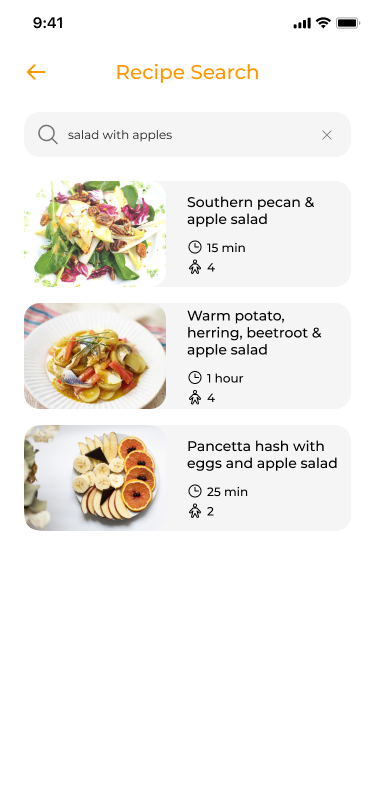 9:41
Recipe Search
salad with apples
Southern pecan &
apple salad
15 min
4
Warm potato,
herring, beetroot &
apple salad
1 hour
4
Pancetta hash with
eggs and apple salad
25 min
2